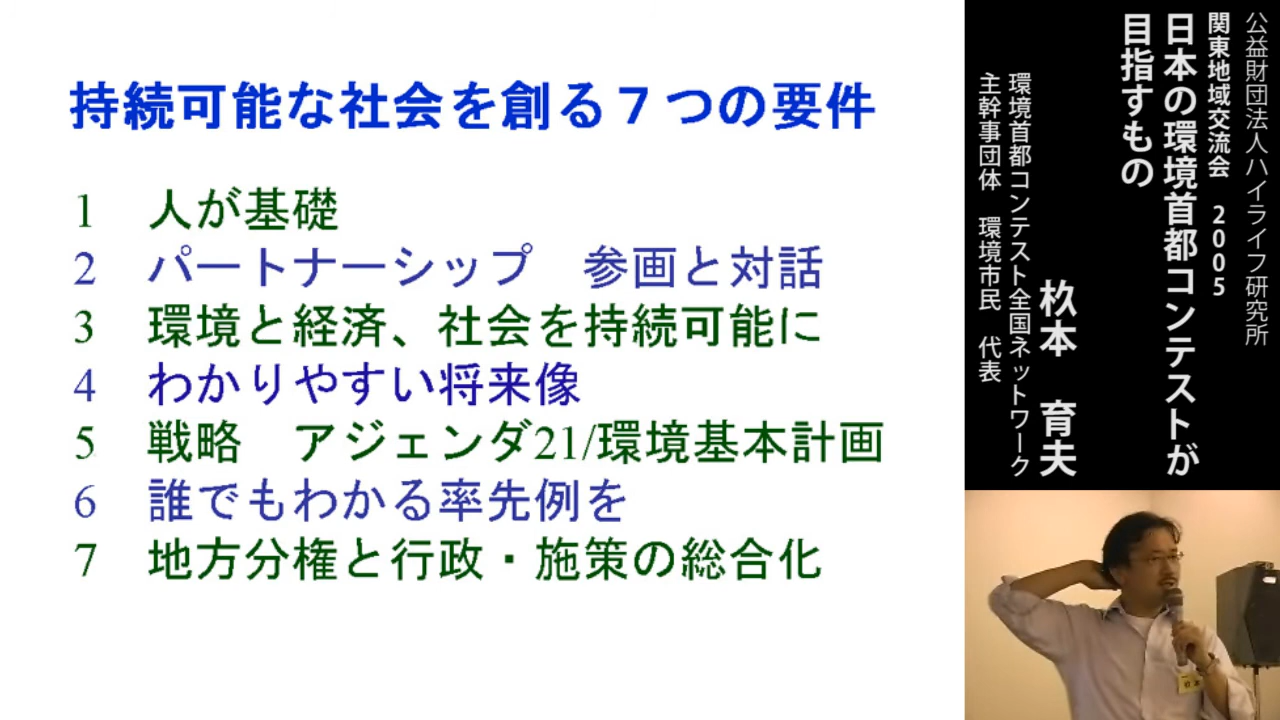 持続可能な社会を創る７つの要件
1 人が基礎
2 パートナーシップ　参画と対話
3 環境と経済、社会を持続可能に
4 わかりやすい将来像
5 戦略　アジェンダ21/環境基本計画
6 誰でもわかる率先例を
7 地方分権と行政・施策の総合化
公益財団法人ハイライフ研究所
関東地域交流会　2005
日本の環境首都コンテストが
目指すもの
杦本　育夫
環境首都コンテスト全国ネットワーク
主幹事団体　環境市民　代表